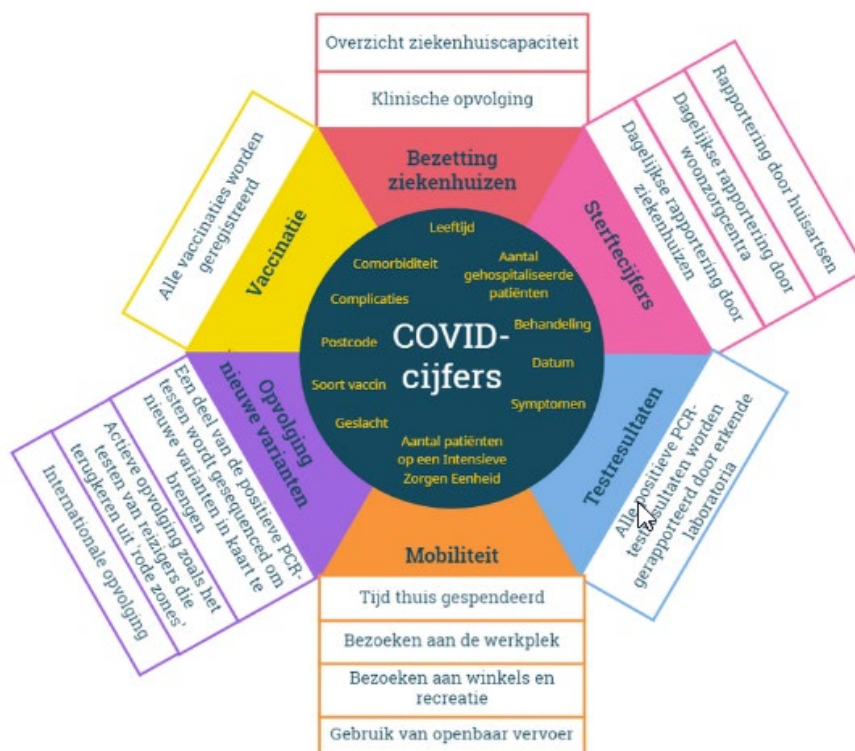 Overzicht ziekenhuiscapaciteit
Klinische opvolging
Bezetting
ziekenhuizen
Rapportering door huisartsen
Dagelijkse rapportering door
woonzorgcentra
Dagelijkse rapportering door
ziekenhuizen
Sterftecijfers
Alle vaccinaties worden
geregistreerd
Vaccinatie
Leeftijd
Comorbiditeit
Aantal
gehospitaliseerde
patiënten
Complicaties
Behandeling
Postcode
COVID-
cijfers
Datum
Soort vaccin
Symptomen
Geslacht
Aantal patiënten
op een Intensieve
Zorgen Eenheid
Opvolging
nieuwe varianten
Een deel van de positieve PCR-
testen wordt gesequenced om
nieuwe varianten in kaart te
brengen
Actieve opvolging zoals het
testen van reizigers die
terugkeren uit 'rode zones'
Internationale opvolging
Testresultaten
Alle positieve PCR-
testresultaten worden
gerapporteerd door erkende
laboratoria
Mobiliteit
Tijd thuis gespendeerd
Bezoeken aan de werkplek
Bezoeken aan winkels en
recreatie
Gebruik van openbaar vervoer